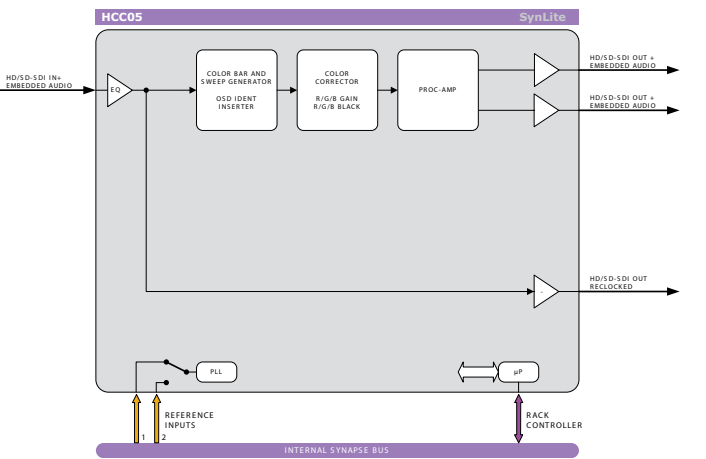 HCC05
SynLite
HD/SD-SDI IN+
EMBEDDED AUDIO
EQ
COLOR BAR AND
SWEEP GENERATOR
OSD IDENT
INSERTER
COLOR
CORRECTOR
R/G/B GAIN
R/G/B BLACK
PROC-AMP
HD/SD-SDI OUT +
EMBEDDED AUDIO
HD/SD-SDI OUT +
EMBEDDED AUDIO
-
HD/SD-SDI OUT
RECLOCKED
PLL
µP
REFERENCE
INPUTS
1
2
RACK
CONTROLLER
INTERNAL SYNAPSE BUS